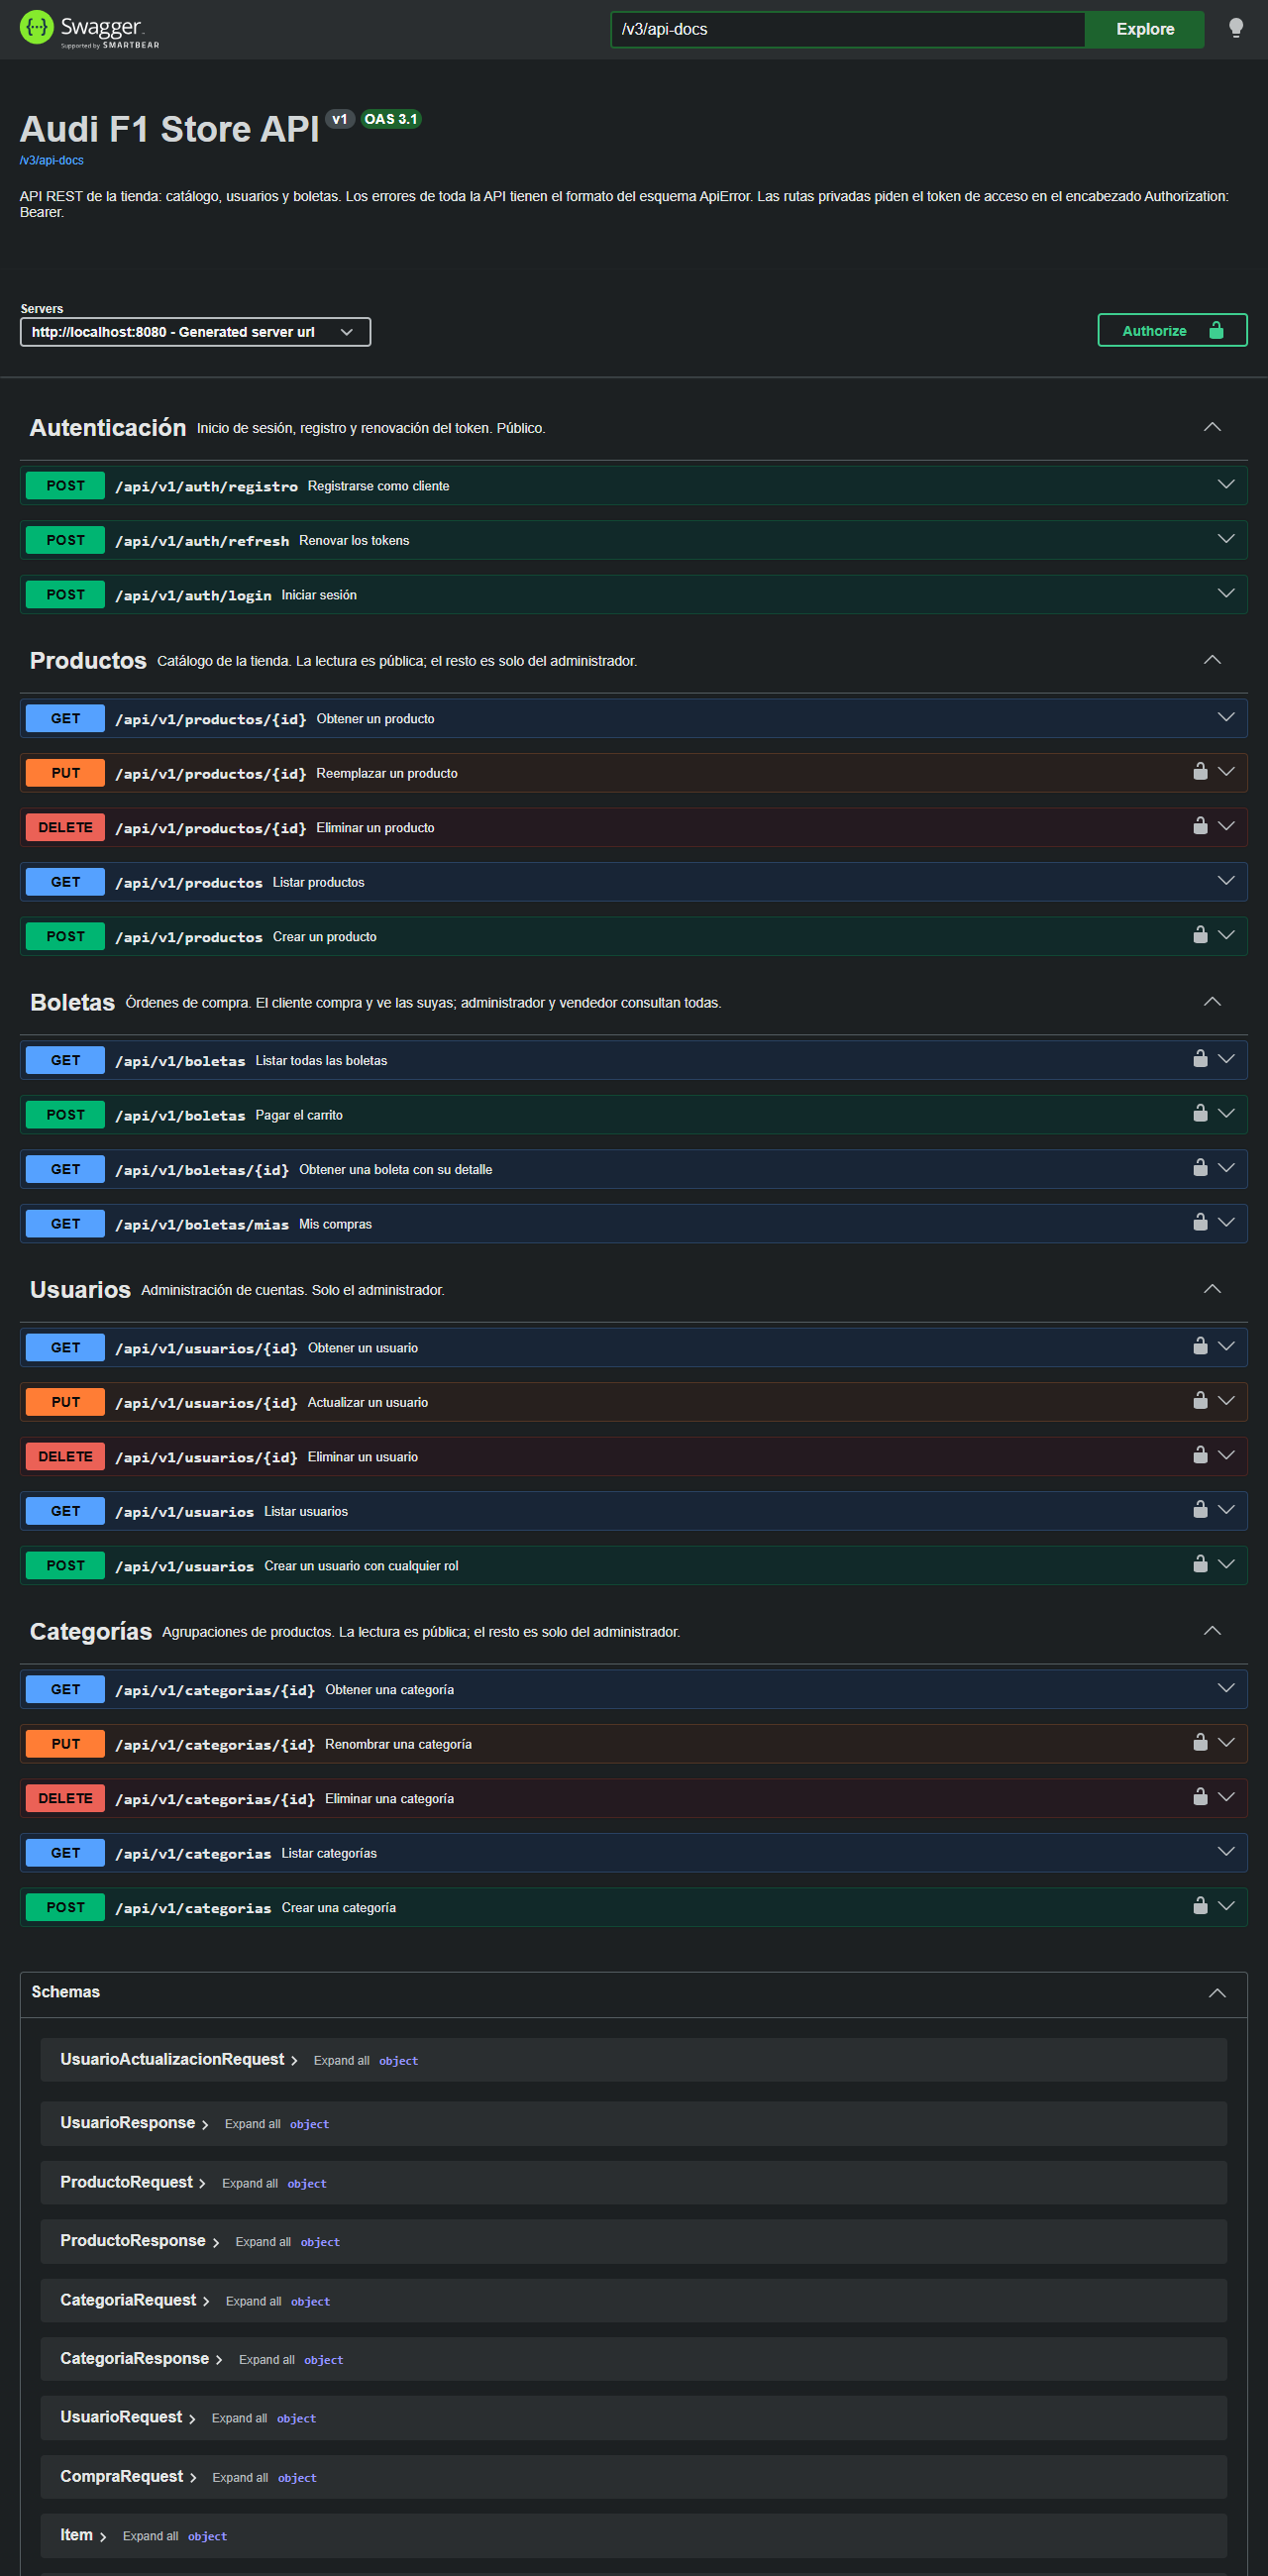 Swagger
Supported by SMARTBEAR
/v3/api-docs
Explore
Audi F1 Store API v1 OAS 3.1
/v3/api-docs
API REST de la tienda: catálogo, usuarios y boletas. Los errores de toda la API tienen el formato del esquema ApiError. Las rutas privadas piden el token de acceso en el encabezado Authorization:
Bearer.
Servers
http://localhost:8080 - Generated server url
Authorize
Autenticación Inicio de sesión, registro y renovación del token. Público.
POST /api/v1/auth/registro Registrarse como cliente
POST /api/v1/auth/refresh Renovar los tokens
POST /api/v1/auth/login Iniciar sesión
Productos Catálogo de la tienda. La lectura es pública; el resto es solo del administrador.
GET /api/v1/productos/{id} Obtener un producto
PUT /api/v1/productos/{id} Reemplazar un producto
DELETE /api/v1/productos/{id} Eliminar un producto
GET /api/v1/productos Listar productos
POST /api/v1/productos Crear un producto
Boletas Órdenes de compra. El cliente compra y ve las suyas; administrador y vendedor consultan todas.
GET /api/v1/boletas Listar todas las boletas
POST /api/v1/boletas Pagar el carrito
GET /api/v1/boletas/{id} Obtener una boleta con su detalle
GET /api/v1/boletas/mias Mis compras
Usuarios Administración de cuentas. Solo el administrador.
GET /api/v1/usuarios/{id} Obtener un usuario
PUT /api/v1/usuarios/{id} Actualizar un usuario
DELETE /api/v1/usuarios/{id} Eliminar un usuario
GET /api/v1/usuarios Listar usuarios
POST /api/v1/usuarios Crear un usuario con cualquier rol
Categorías Agrupaciones de productos. La lectura es pública; el resto es solo del administrador.
GET /api/v1/categorias/{id} Obtener una categoría
PUT /api/v1/categorias/{id} Renombrar una categoría
DELETE /api/v1/categorias/{id} Eliminar una categoría
GET /api/v1/categorias Listar categorías
POST /api/v1/categorias Crear una categoría
Schemas
UsuarioActualizacionRequest Expand all object
UsuarioResponse Expand all object
ProductoRequest Expand all object
ProductoResponse Expand all object
CategoriaRequest Expand all object
CategoriaResponse Expand all object
UsuarioRequest Expand all object
CompraRequest Expand all object
Item Expand all object